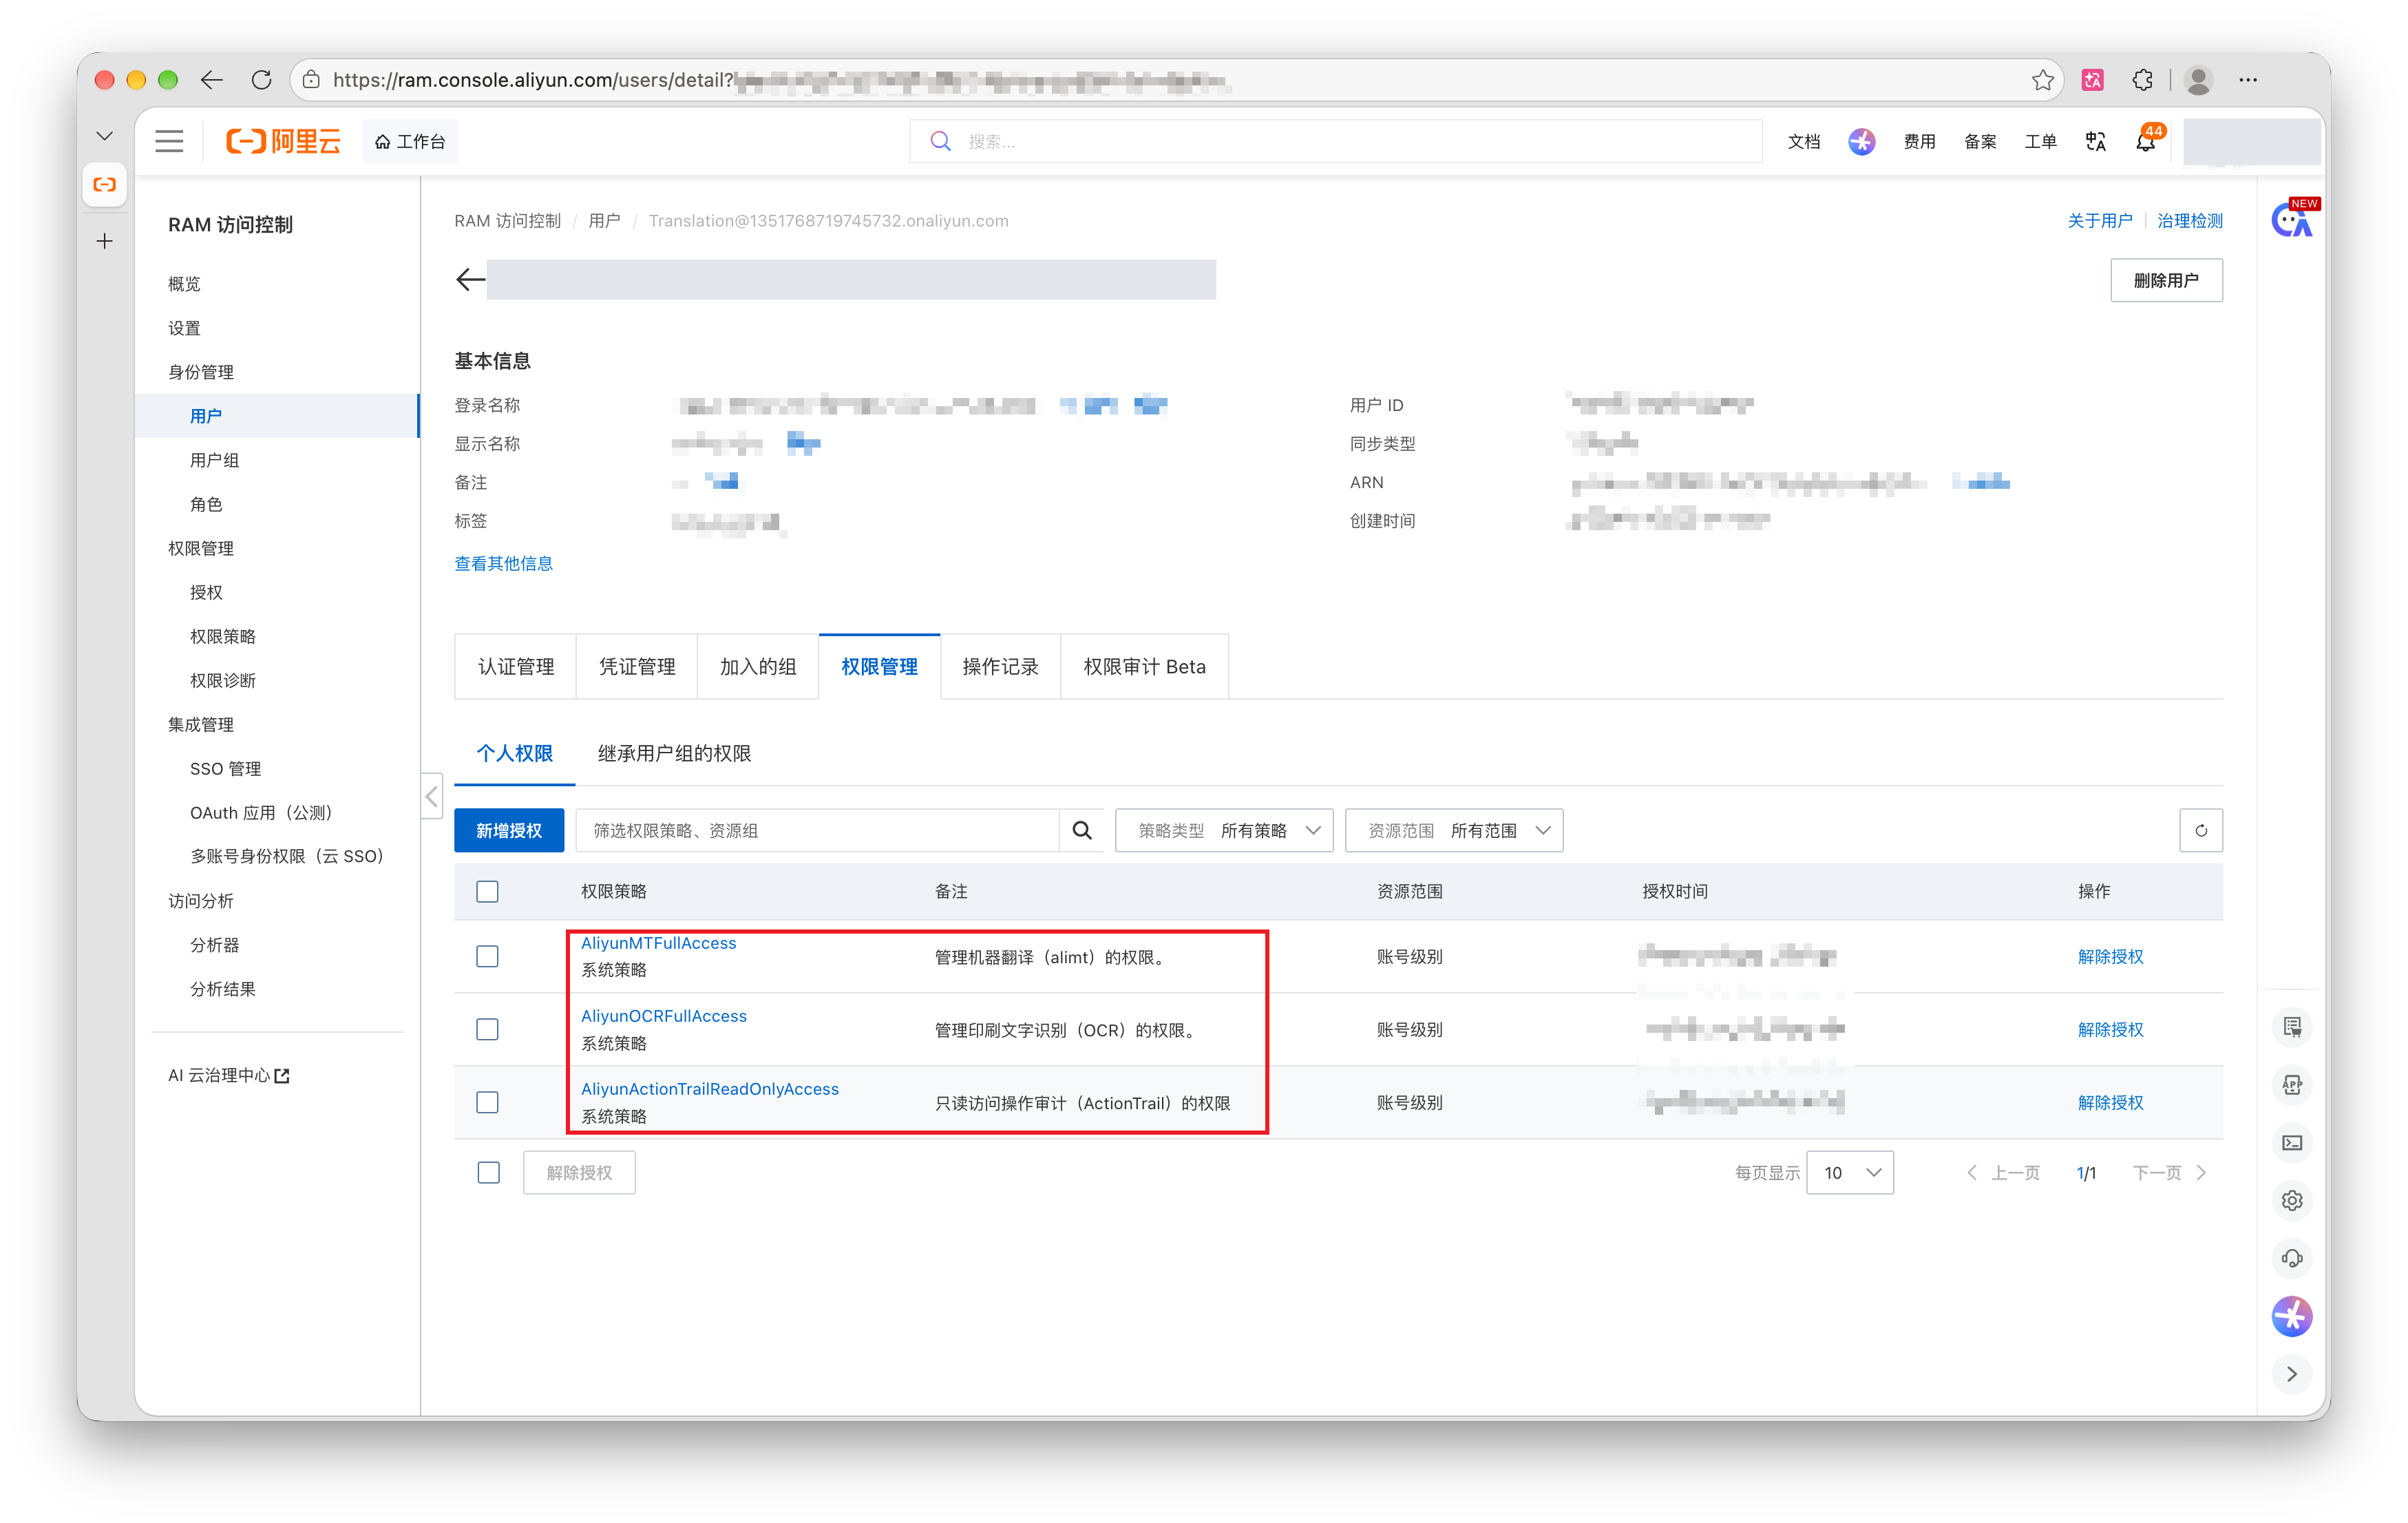 https://ram.console.aliyun.com/users/detail?
阿里云
工作台
搜索...
文档
费用
备案
工单
44
RAM 访问控制
概览
设置
身份管理
用户
用户组
角色
权限管理
授权
权限策略
权限诊断
集成管理
SSO 管理
OAuth 应用（公测）
多账号身份权限（云 SSO）
访问分析
分析器
分析结果
AI 云治理中心
RAM 访问控制 / 用户 / Translation@1351768719745732.onaliyun.com
关于用户
治理检测
NEW
删除用户
基本信息
登录名称
用户 ID
显示名称
同步类型
备注
ARN
标签
创建时间
查看其他信息
认证管理
凭证管理
加入的组
权限管理
操作记录
权限审计 Beta
个人权限
继承用户组的权限
新增授权
筛选权限策略、资源组
策略类型 所有策略
资源范围 所有范围
权限策略
备注
资源范围
授权时间
操作
AliyunMTFullAccess
系统策略
管理机器翻译（alimt）的权限。
账号级别
解除授权
AliyunOCRFullAccess
系统策略
管理印刷文字识别（OCR）的权限。
账号级别
解除授权
AliyunActionTrailReadOnlyAccess
系统策略
只读访问操作审计（ActionTrail）的权限
账号级别
解除授权
解除授权
每页显示 10
上一页
1/1
下一页
APP